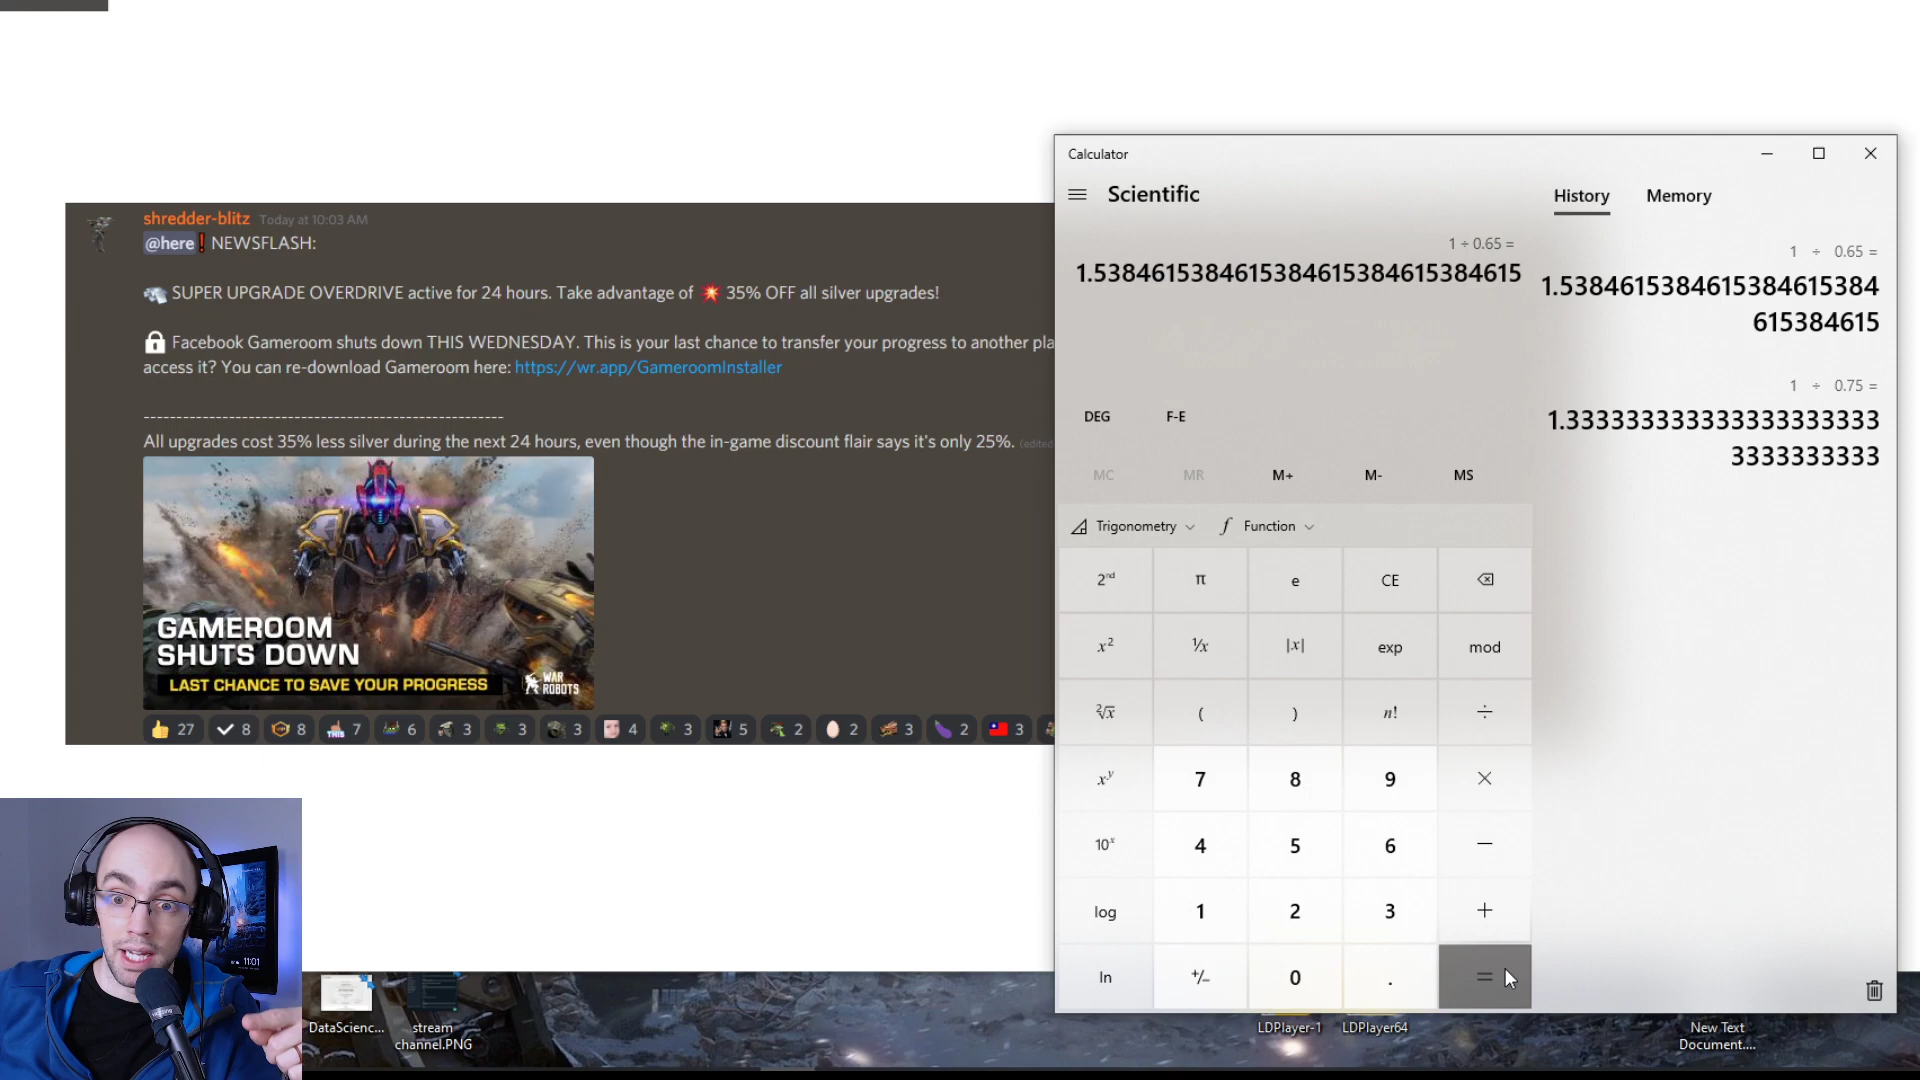 shredder-blitz Today at 10:03 AM
@here❗ NEWSFLASH:
SUPER UPGRADE OVERDRIVE active for 24 hours. Take advantage of 💥 35% OFF all silver upgrades!
🔒 Facebook Gameroom shuts down THIS WEDNESDAY. This is your last chance to transfer your progress to another pla
access it? You can re-download Gameroom here: https://wr.app/GameroomInstaller
-------------------------------------------------------
All upgrades cost 35% less silver during the next 24 hours, even though the in-game discount flair says it's only 25%. (edited
GAMEROOM
SHUTS DOWN
LAST CHANCE TO SAVE YOUR PROGRESS
WAR
ROBOTS
27 8 8 THIS 7 6 3 3 3 4 3 5 2 2 3 2 3
Calculator
Scientific
History Memory
1 ÷ 0.65 =
1.5384615384615384615384615384615
1 ÷ 0.65 =
1.5384615384615384615384
615384615
1 ÷ 0.75 =
1.3333333333333333333333
3333333333
DEG F-E
MC MR M+ M- MS
Trigonometry f Function
2nd π e CE
x² ¹/x |x| exp mod
²√x ( ) n! ÷
xʸ 7 8 9 ×
10ˣ 4 5 6 −
log 1 2 3 +
ln +/− 0 . =
11:01
DataScienc...
stream
channel.PNG
LDPlayer-1
LDPlayer64
New Text
Document....